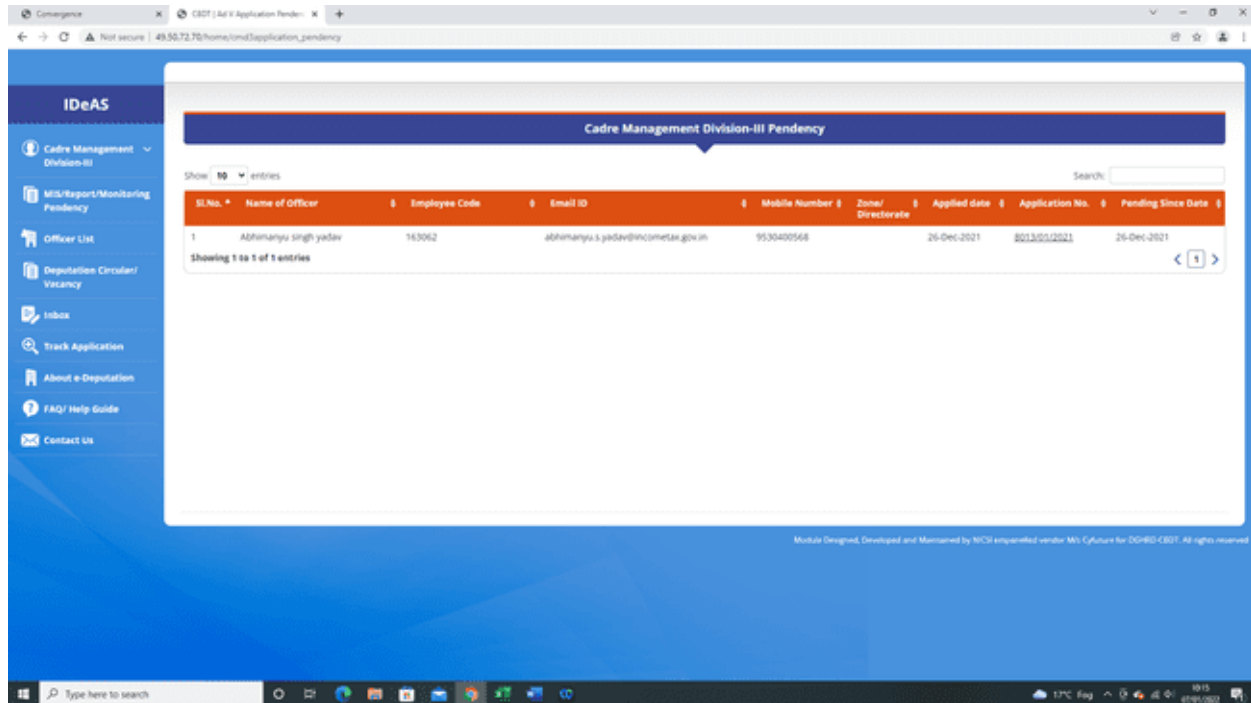 Convergence
CBDT | Ad V Application Penden
Not secure | 49.50.72.70/home/cmd3application_pendency
IDeAS
Cadre Management Division-III Pendency
Cadre Management
Division-III
MIS/Report/Monitoring
Pendency
Officer List
Deputation Circular/
Vacancy
Inbox
Track Application
About e-Deputation
FAQ/ Help Guide
Contact Us
Show 10 entries
Search:
Sl.No. Name of Officer Employee Code Email ID Mobile Number Zone/ Directorate Applied date Application No. Pending Since Date
1 Abhimanyu singh yadav 163062 abhimanyu.s.yadav@incometax.gov.in 9530400568 26-Dec-2021 8013/01/2021 26-Dec-2021
Showing 1 to 1 of 1 entries
1
Module Designed, Developed and Maintained by NICSI empanelled vendor M/s Cyfuture for DGHRD-CBDT. All rights reserved
Type here to search
17°C Fog
10:15
07/01/2022